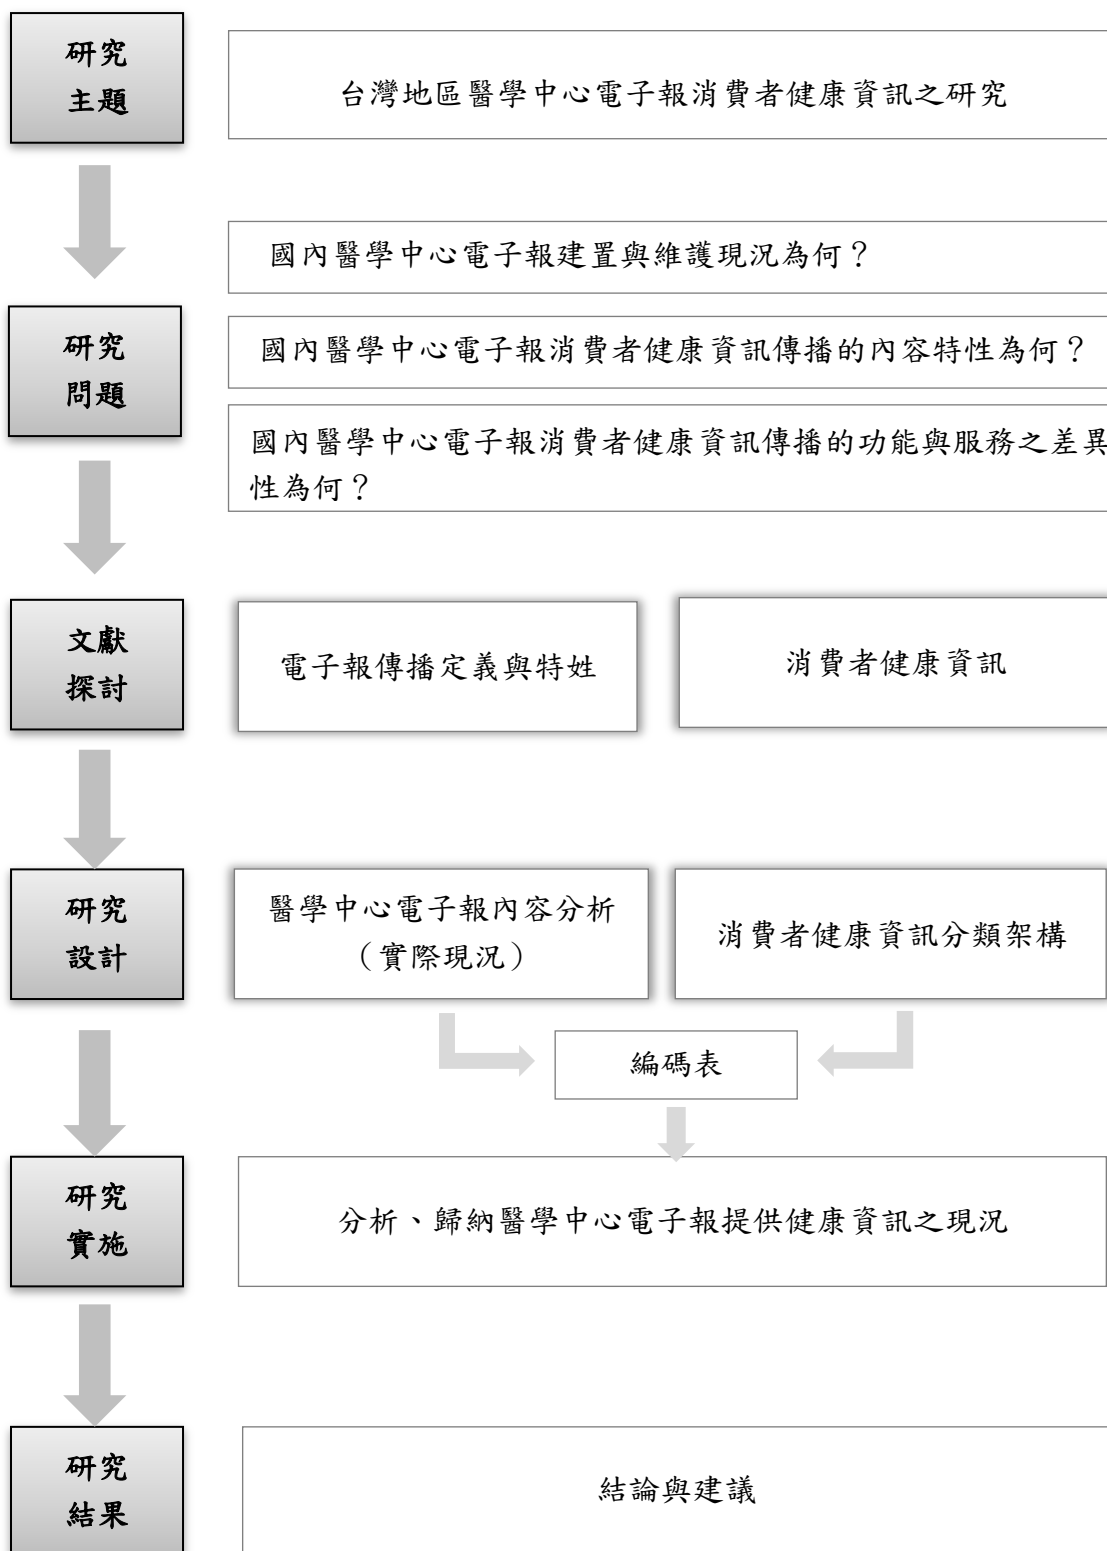 研究
主題
台灣地區醫學中心電子報消費者健康資訊之研究
國內醫學中心電子報建置與維護現況為何？
研究
問題
國內醫學中心電子報消費者健康資訊傳播的內容特性為何？
國內醫學中心電子報消費者健康資訊傳播的功能與服務之差異
性為何？
文獻
探討
電子報傳播定義與特姓
消費者健康資訊
研究
設計
醫學中心電子報內容分析
（實際現況）
消費者健康資訊分類架構
編碼表
研究
實施
分析、歸納醫學中心電子報提供健康資訊之現況
研究
結果
結論與建議